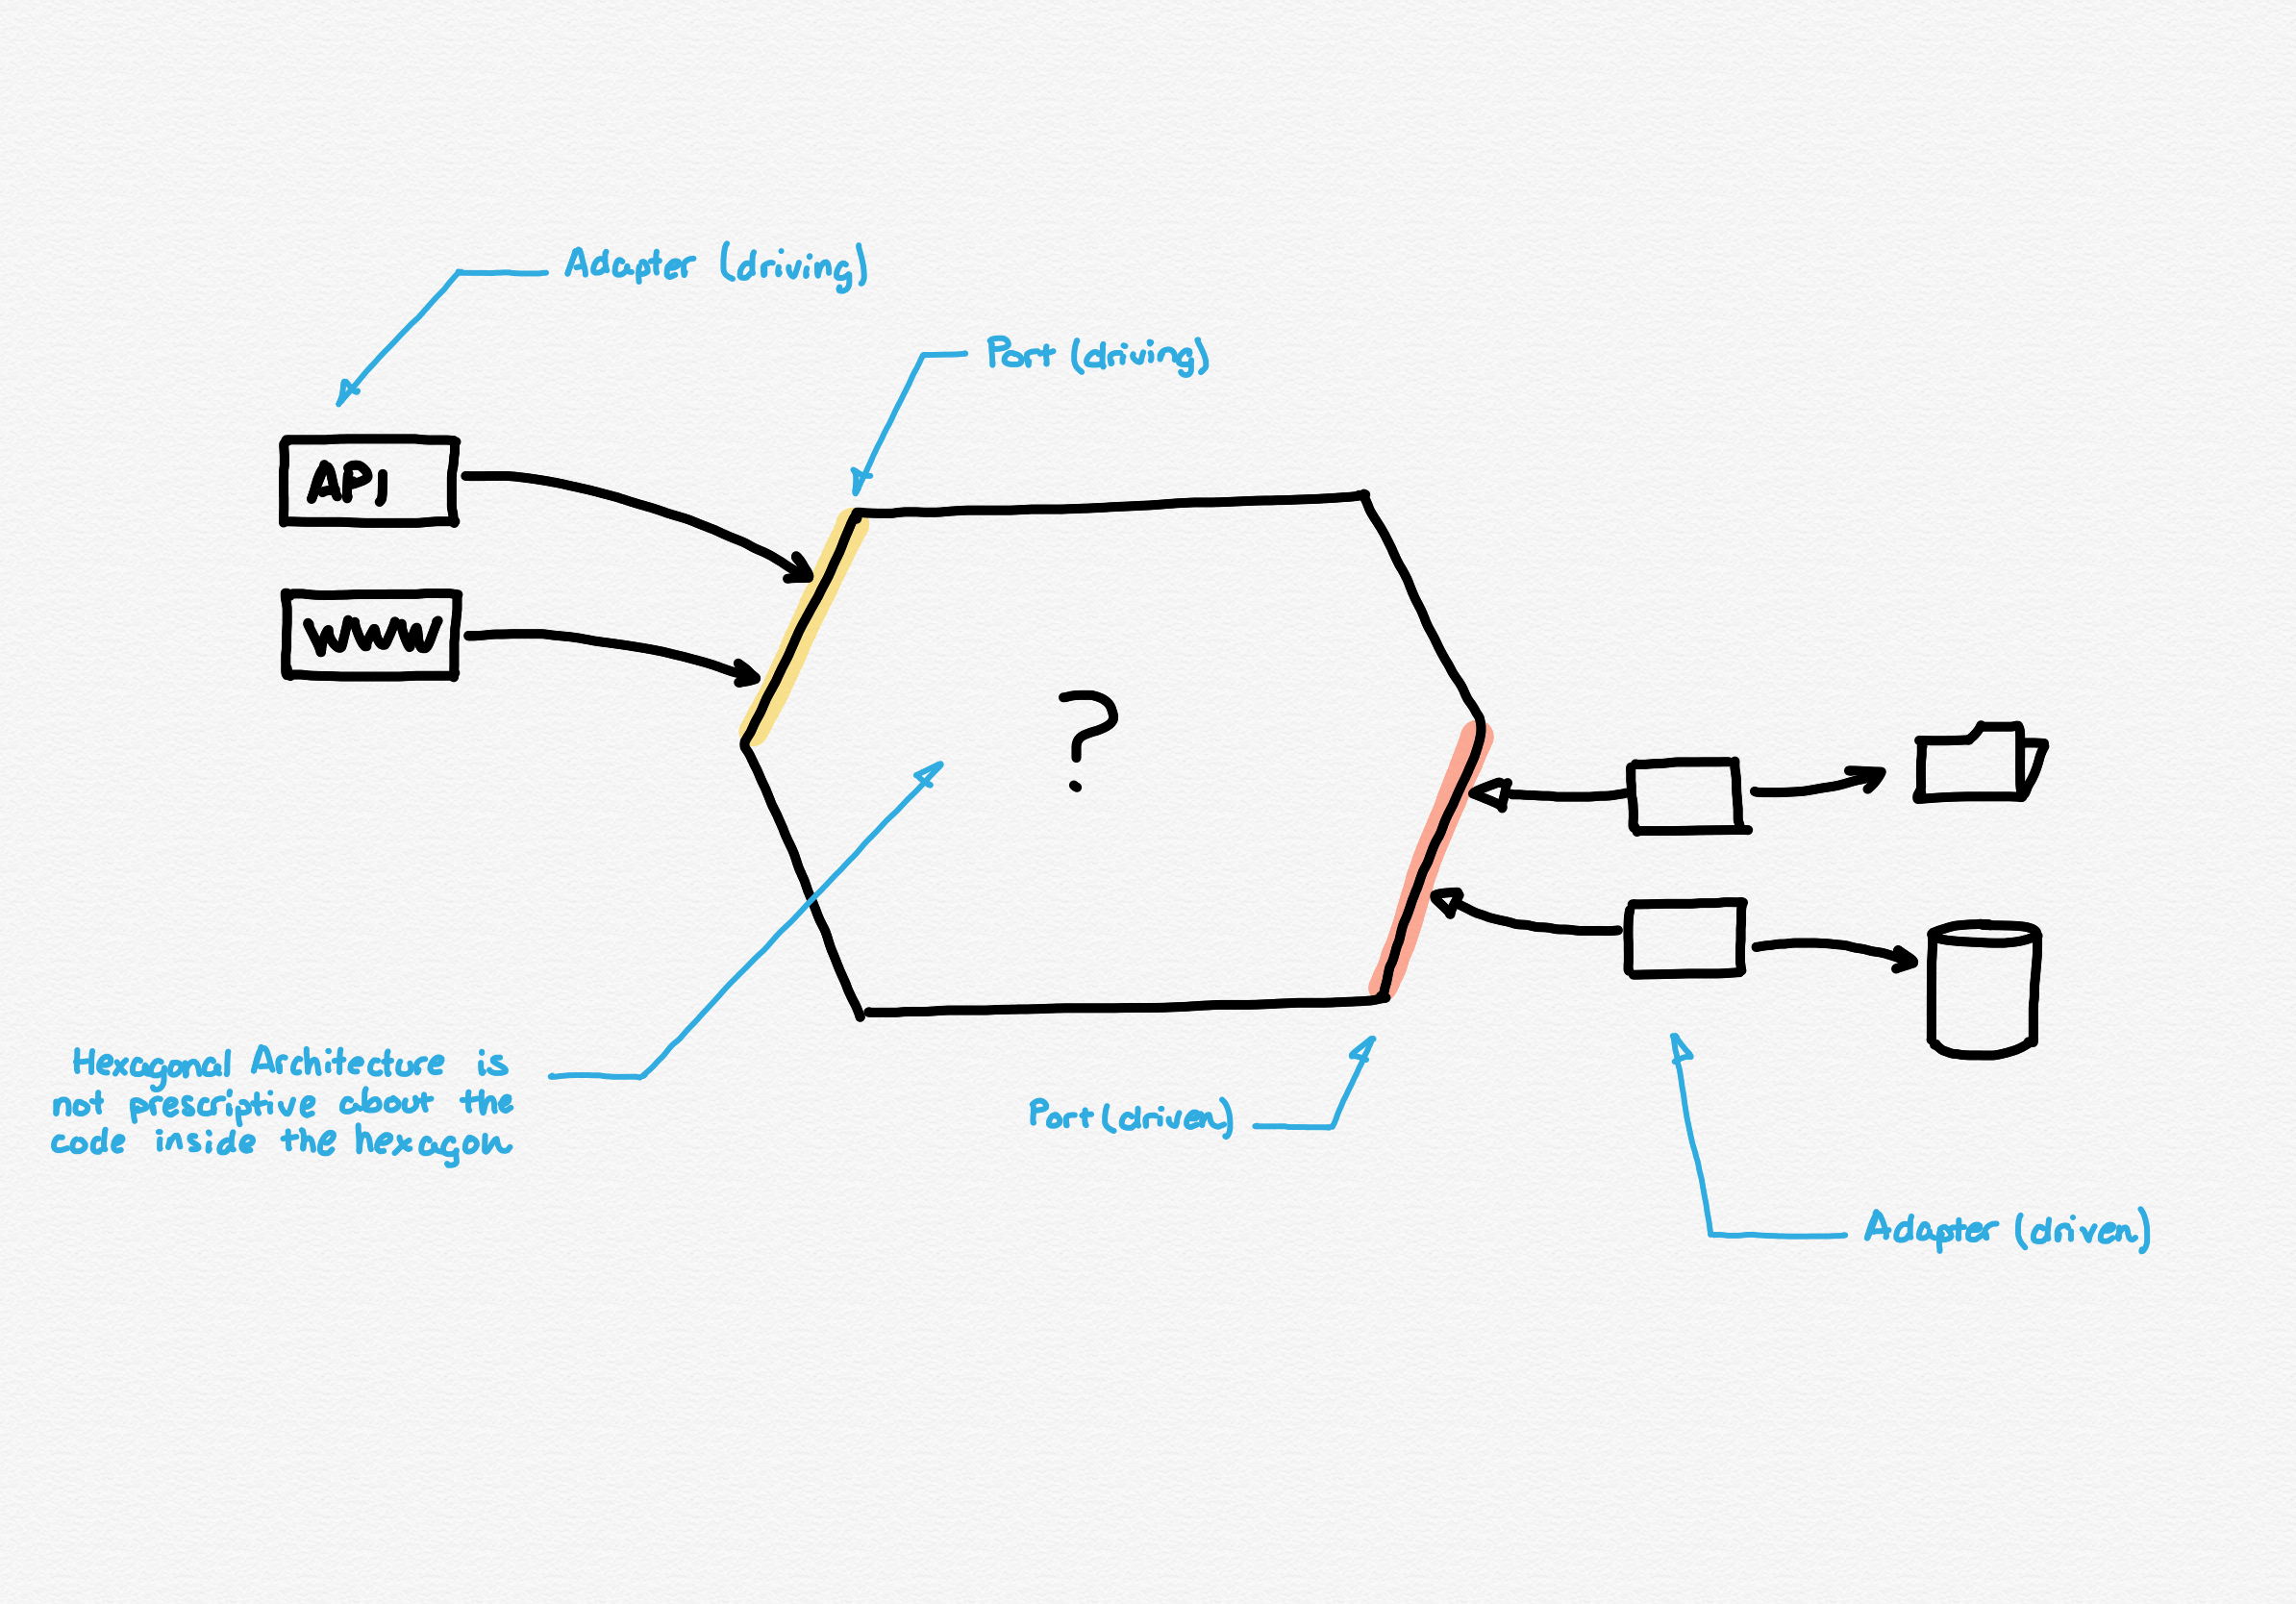 Adapter (driving)
Port (driving)
API
WWW
?
Hexagonal Architecture is
not prescriptive about the
code inside the hexagon
Port (driven)
Adapter (driven)